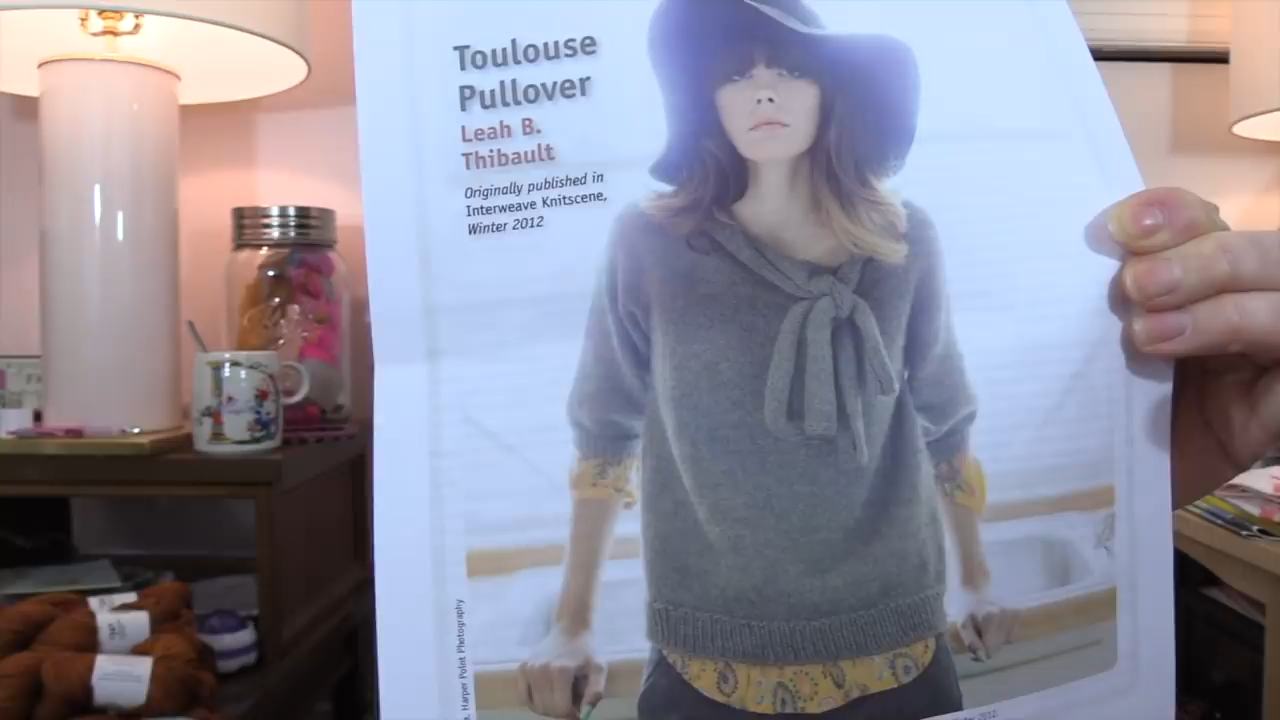 Toulouse
Pullover
Leah B.
Thibault
Originally published in
Interweave Knitscene,
Winter 2012
Harper Point Photography